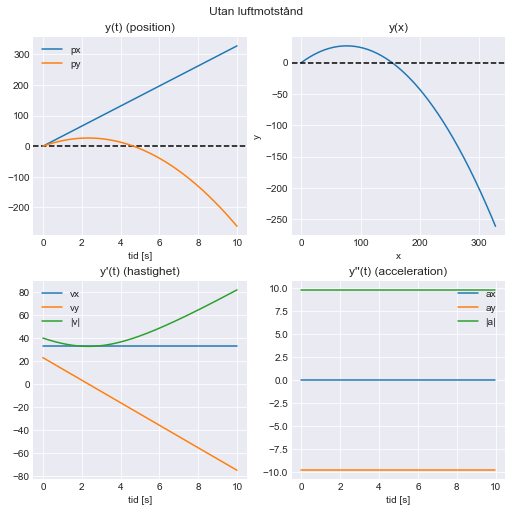 Utan luftmotstånd
y(t) (position)
px
py
300
200
100
0
−100
−200
0 2 4 6 8 10
tid [s]
y(x)
0
−50
−100
−150
−200
−250
y
0 100 200 300
x
y'(t) (hastighet)
vx
vy
|v|
80
60
40
20
0
−20
−40
−60
−80
0 2 4 6 8 10
tid [s]
y''(t) (acceleration)
ax
ay
|a|
10.0
7.5
5.0
2.5
0.0
−2.5
−5.0
−7.5
−10.0
0 2 4 6 8 10
tid [s]